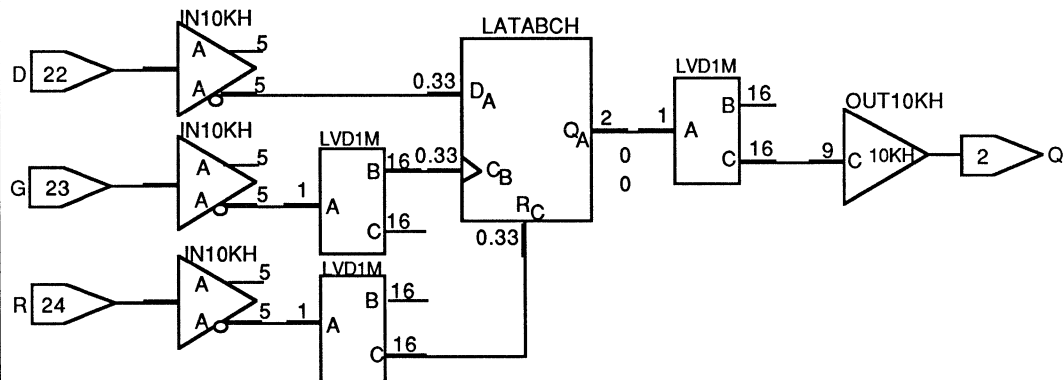 IN10KH
LATABCH
D 22 A 5
A 5
0.33 D A
LVD1M
B 16
OUT10KH
IN10KH
G 23 A 5
A 5
LVD1M
1 A B 16
C 16
0.33 C B
Q A 2
0
0
1 A
C 16
9 C 10KH
2 Q
R C
0.33
IN10KH
R 24 A 5
A 5
LVD1M
1 A B 16
C 16